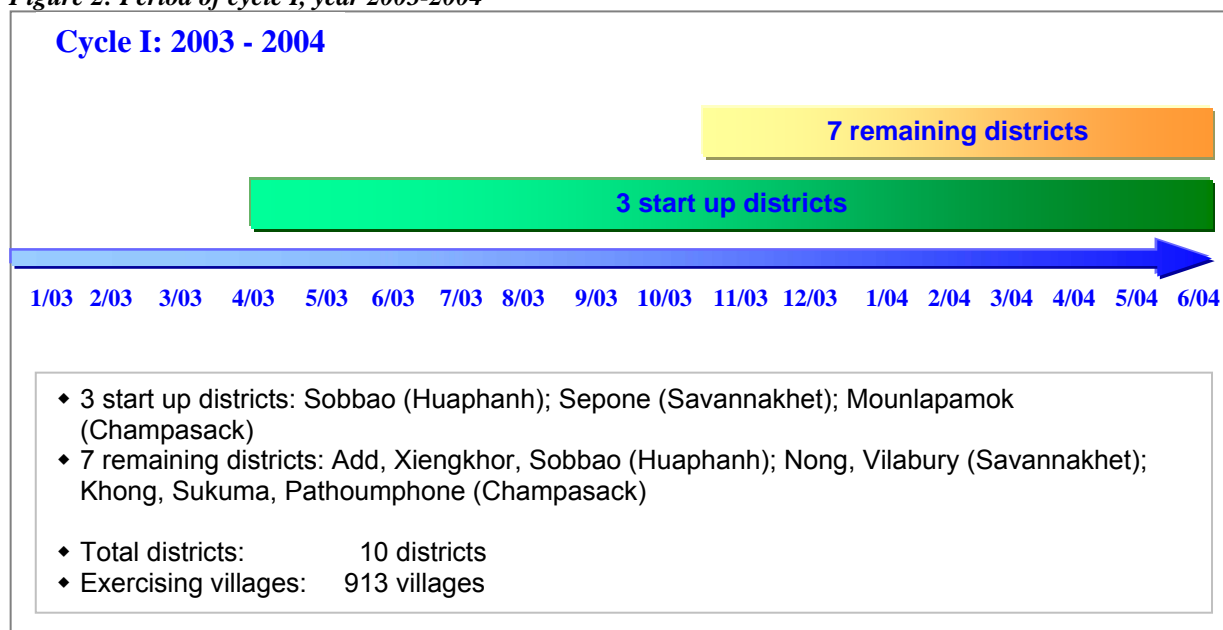 Figure 2: Period of cycle I, year 2003-2004
Cycle I: 2003 - 2004
7 remaining districts
3 start up districts
1/03 2/03 3/03 4/03 5/03 6/03 7/03 8/03 9/03 10/03 11/03 12/03 1/04 2/04 3/04 4/04 5/04 6/04
◆ 3 start up districts: Sobbao (Huaphanh); Sepone (Savannakhet); Mounlapamok
(Champasack)
◆ 7 remaining districts: Add, Xiengkhor, Sobbao (Huaphanh); Nong, Vilabury (Savannakhet);
Khong, Sukuma, Pathoumphone (Champasack)
◆ Total districts: 10 districts
◆ Exercising villages: 913 villages